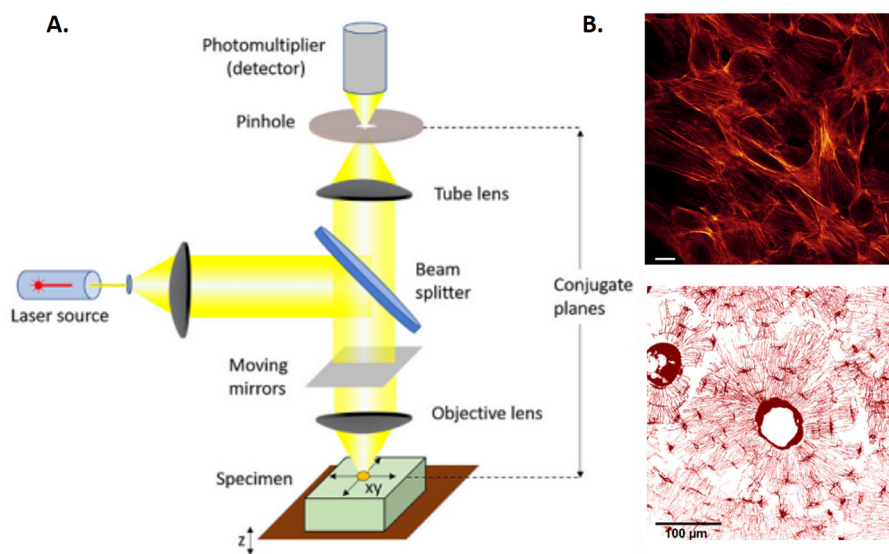 A.
B.
Photomultiplier
(detector)
Pinhole
Tube lens
Beam
splitter
Laser source
Conjugate
planes
Moving
mirrors
Objective lens
Specimen
xy
z
100 µm